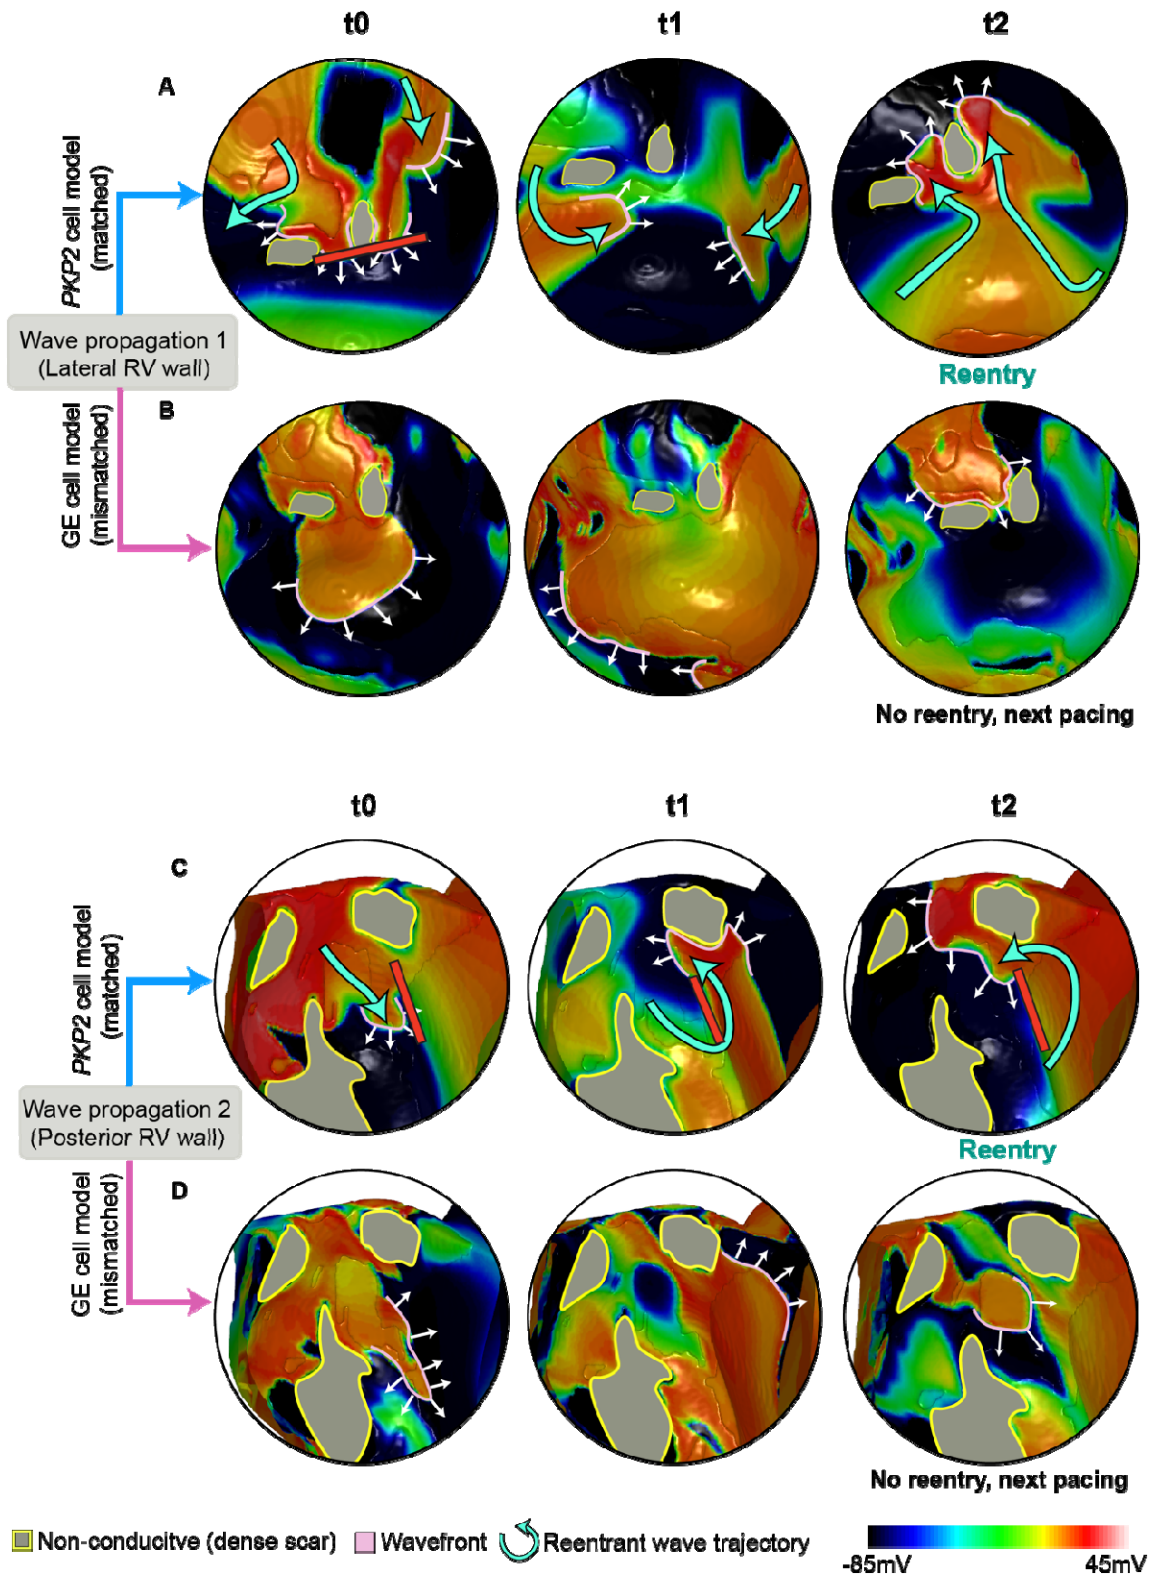 t0 t1 t2
A
PKP2 cell model
(matched)
Wave propagation 1
(Lateral RV wall)
Reentry
B
GE cell model
(mismatched)
No reentry, next pacing
t0 t1 t2
C
PKP2 cell model
(matched)
Wave propagation 2
(Posterior RV wall)
Reentry
D
GE cell model
(mismatched)
No reentry, next pacing
Non-conducitve (dense scar) Wavefront Reentrant wave trajectory
-85mV 45mV